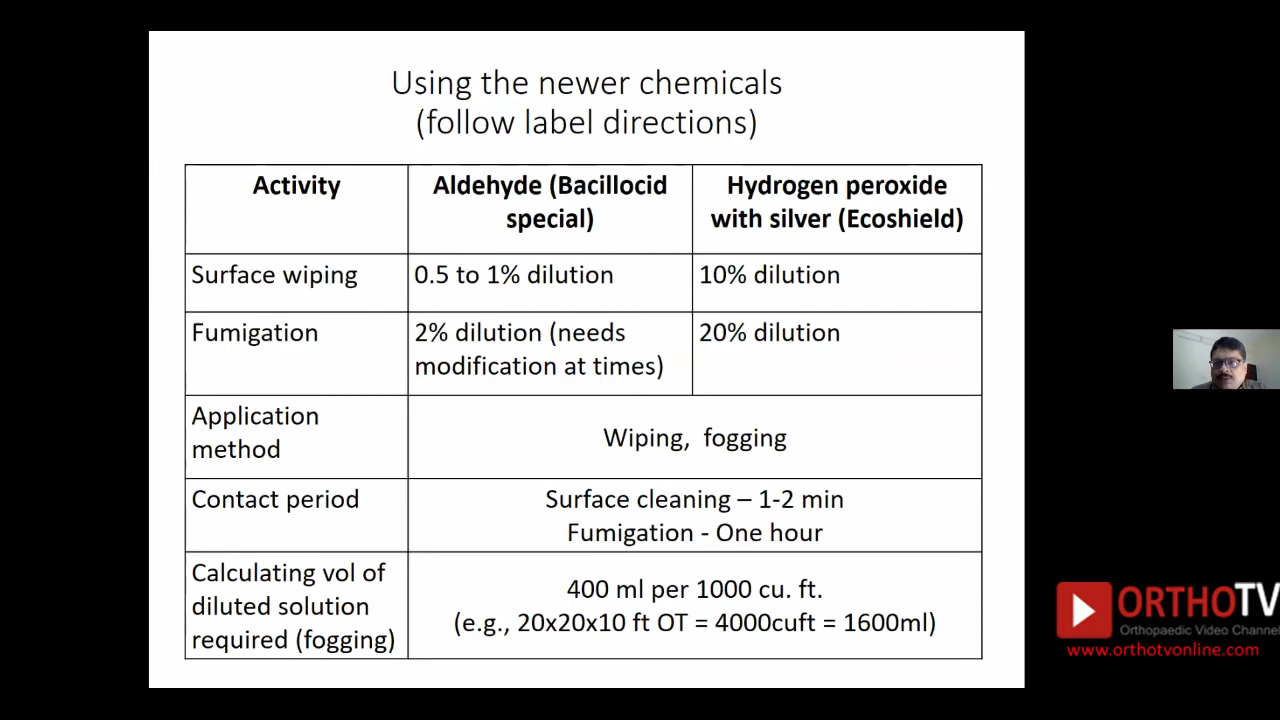 Using the newer chemicals
(follow label directions)
Activity
Aldehyde (Bacillocid
special)
Hydrogen peroxide
with silver (Ecoshield)
Surface wiping
0.5 to 1% dilution
10% dilution
Fumigation
2% dilution (needs
modification at times)
20% dilution
Application
method
Wiping, fogging
Contact period
Surface cleaning – 1-2 min
Fumigation - One hour
Calculating vol of
diluted solution
required (fogging)
400 ml per 1000 cu. ft.
(e.g., 20x20x10 ft OT = 4000cuft = 1600ml)
ORTHOTV
Orthopaedic Video Channel
www.orthotvonline.com